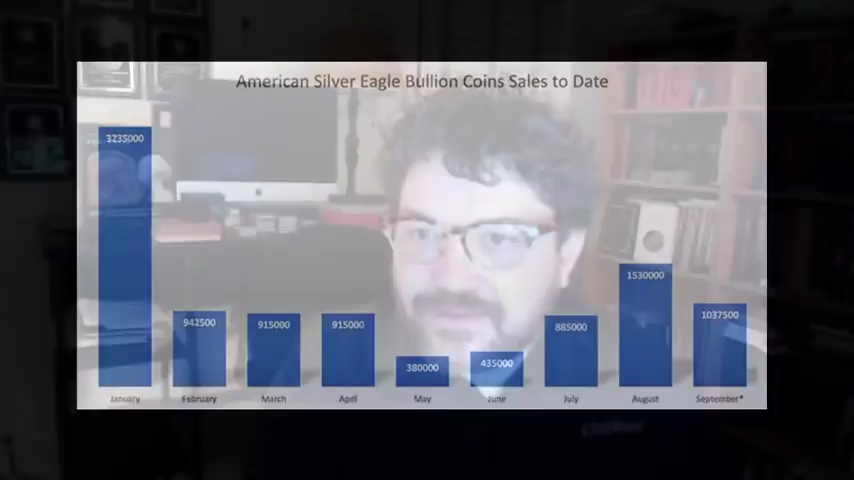 American Silver Eagle Bullion Coins Sales to Date
3235000
942500
915000
915000
380000
435000
885000
1530000
1037500
January
February
March
April
May
June
July
August
September*